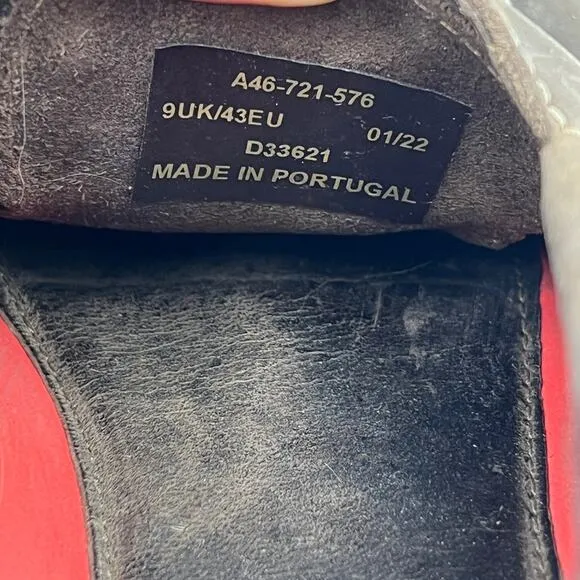 A46-721-576
9UK/43EU 01/22
D33621
MADE IN PORTUGAL